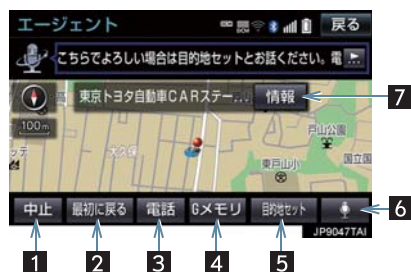 エージェント
戻る
こちらでよろしい場合は目的地セットとお話ください。電
東京トヨタ自動車CARステー...
情報
7
100m
戸山公園
大久保
東戸山小
国立国
中止
最初に戻る
電話
Gメモリ
目的地セット
6
JP9047TAI
1
2
3
4
5